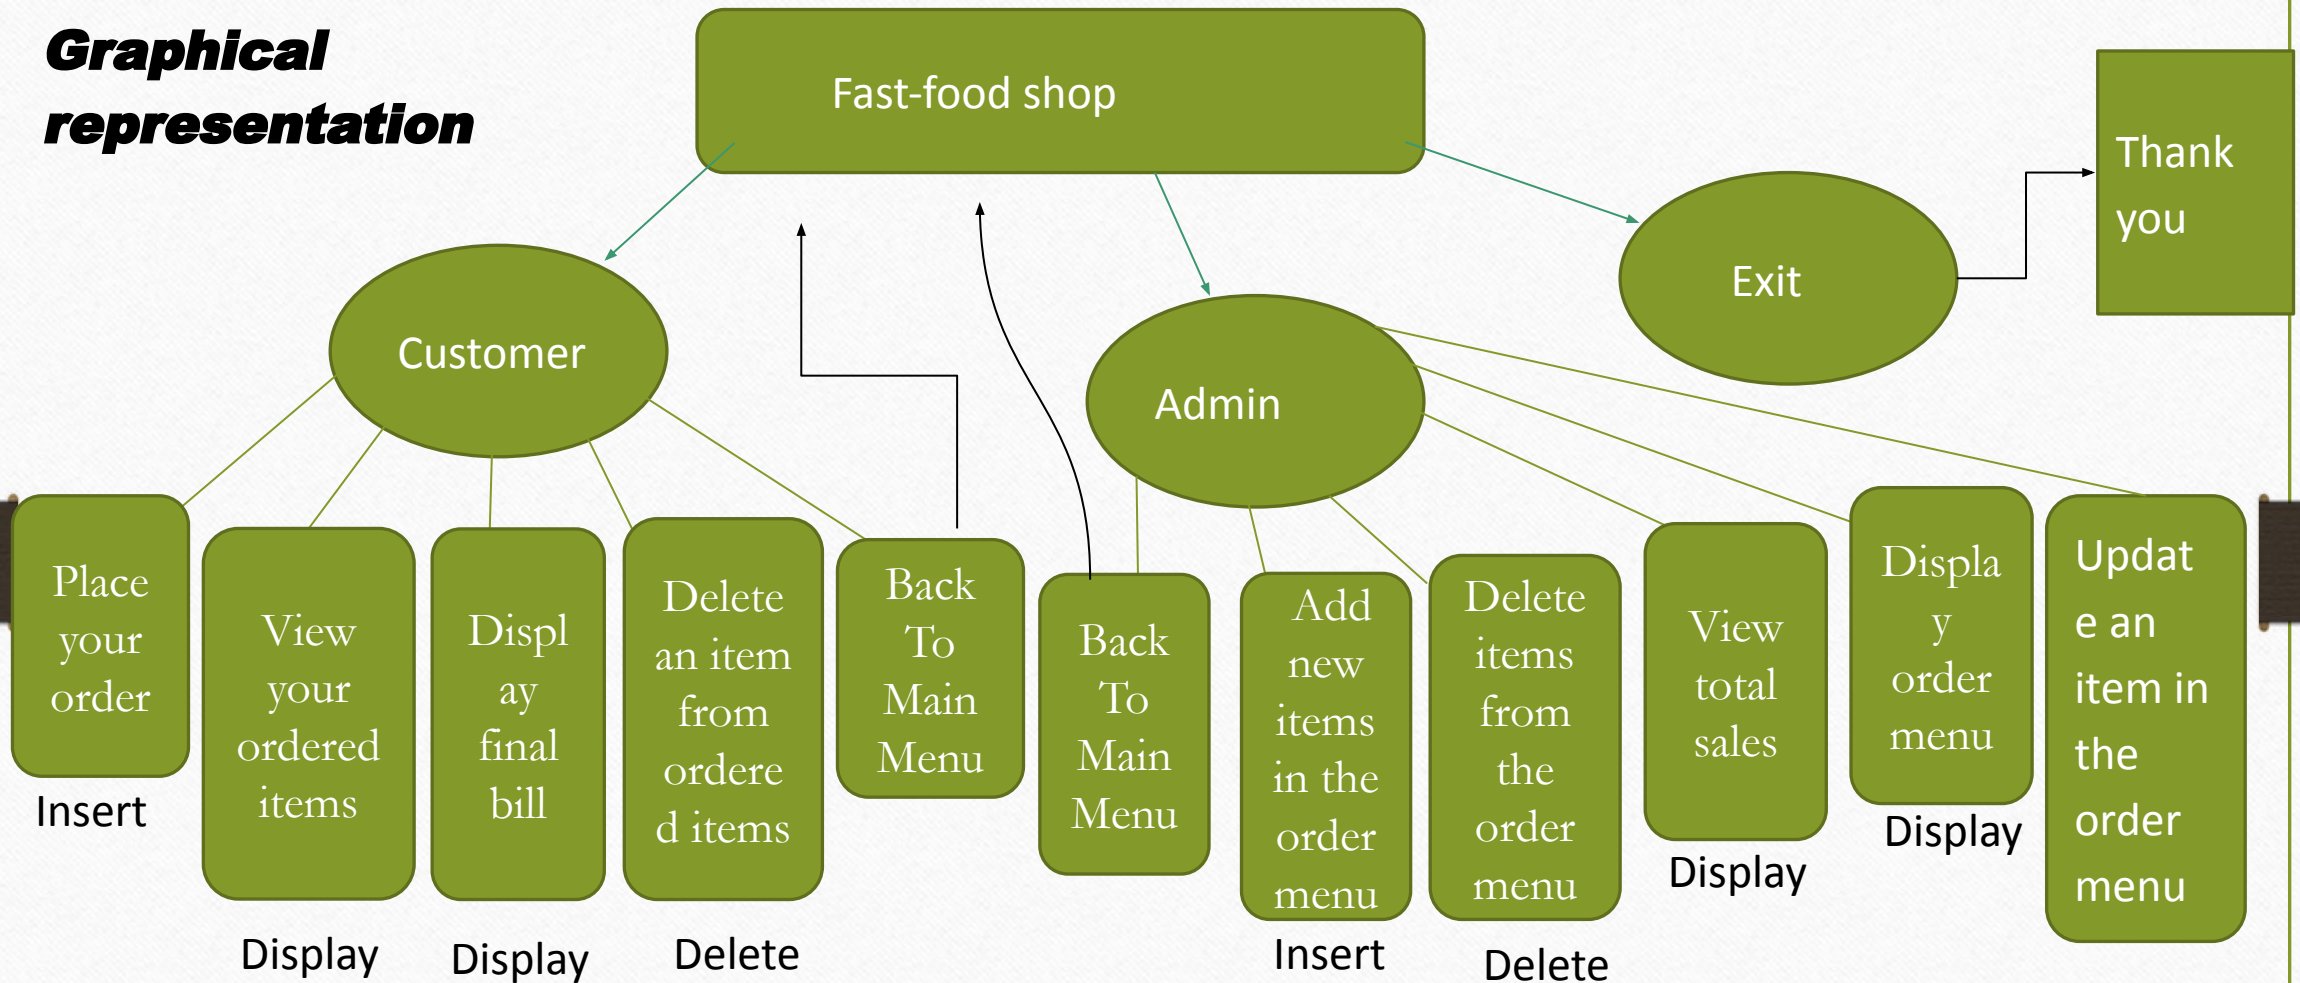 Graphical
representation
Fast-food shop
Thank
you
Exit
Customer
Admin
Place
your
order
Insert
View
your
ordered
items
Display
Displ
ay
final
bill
Display
Delete
an item
from
ordere
d items
Delete
Back
To
Main
Menu
Back
To
Main
Menu
Add
new
items
in the
order
menu
Insert
Delete
items
from
the
order
menu
Delete
View
total
sales
Display
Displa
y
order
menu
Display
Updat
e an
item in
the
order
menu